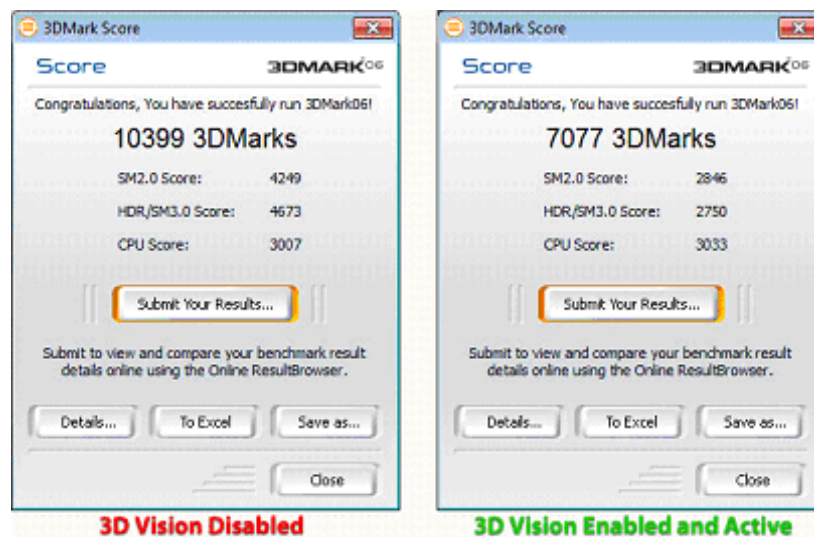 3DMark Score
Score 3DMARK06
Congratulations, You have succesfully run 3DMark06!
10399 3DMarks
SM2.0 Score: 4249
HDR/SM3.0 Score: 4673
CPU Score: 3007
Submit Your Results...
Submit to view and compare your benchmark result
details online using the Online ResultBrowser.
Details... To Excel Save as...
Close
3D Vision Disabled
3DMark Score
Score 3DMARK06
Congratulations, You have succesfully run 3DMark06!
7077 3DMarks
SM2.0 Score: 2846
HDR/SM3.0 Score: 2750
CPU Score: 3033
Submit Your Results...
Submit to view and compare your benchmark result
details online using the Online ResultBrowser.
Details... To Excel Save as...
Close
3D Vision Enabled and Active